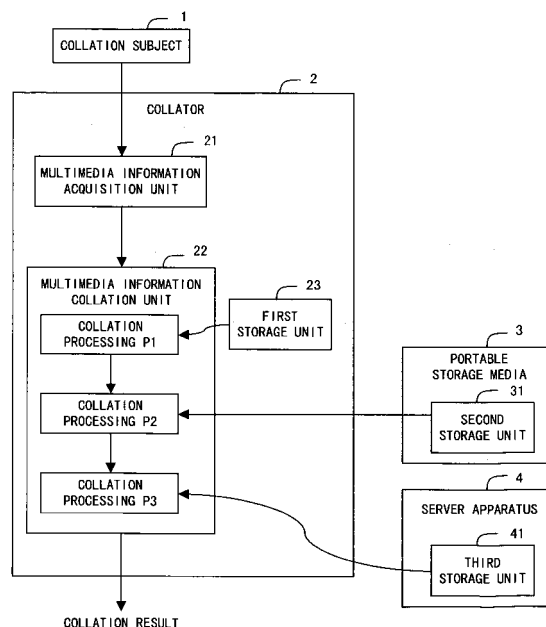 1
COLLATION SUBJECT
2
COLLATOR
21
MULTIMEDIA INFORMATION
ACQUISITION UNIT
22
MULTIMEDIA INFORMATION
COLLATION UNIT
23
FIRST
STORAGE UNIT
COLLATION
PROCESSING P1
3
PORTABLE
STORAGE MEDIA
31
SECOND
STORAGE UNIT
COLLATION
PROCESSING P2
COLLATION
PROCESSING P3
4
SERVER APPARATUS
41
THIRD
STORAGE UNIT
COLLATION RESULT